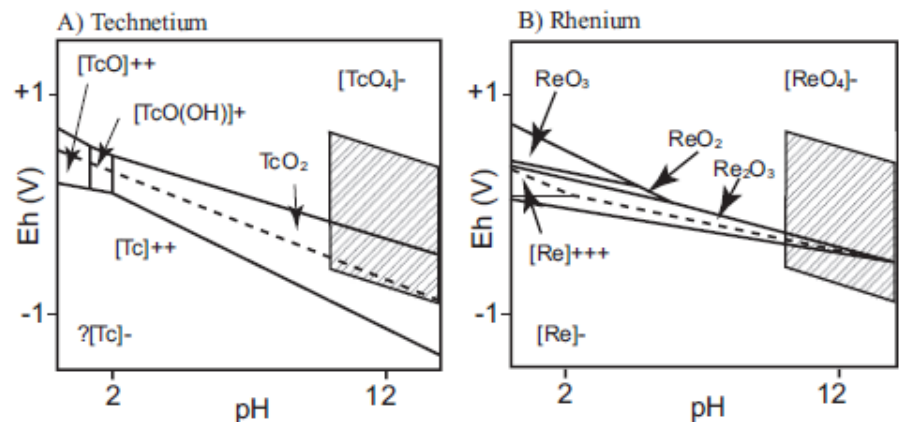 A) Technetium
[TcO]++
[TcO4]-
+1
[TcO(OH)]+
TcO2
Eh (V)
[Tc]++
-1
?[Tc]-
2
12
pH
B) Rhenium
ReO3
[ReO4]-
+1
ReO2
Re2O3
Eh (V)
[Re]+++
-1
[Re]-
2
12
pH